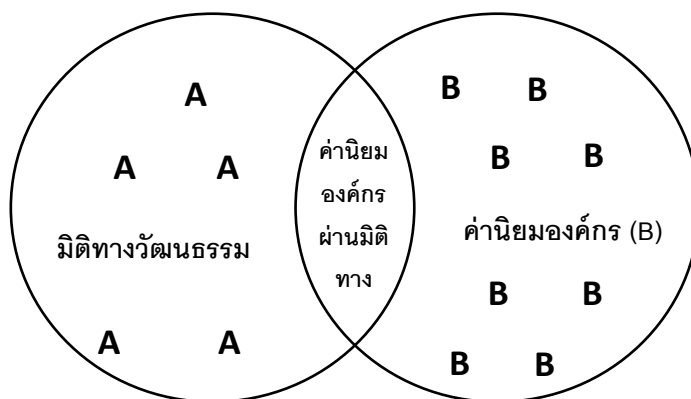 A
A A
มิติทางวัฒนธรรม
A A
ค่านิยม
องค์กร
ผ่านมิติ
ทาง
B B
B B
ค่านิยมองค์กร (B)
B B
B B